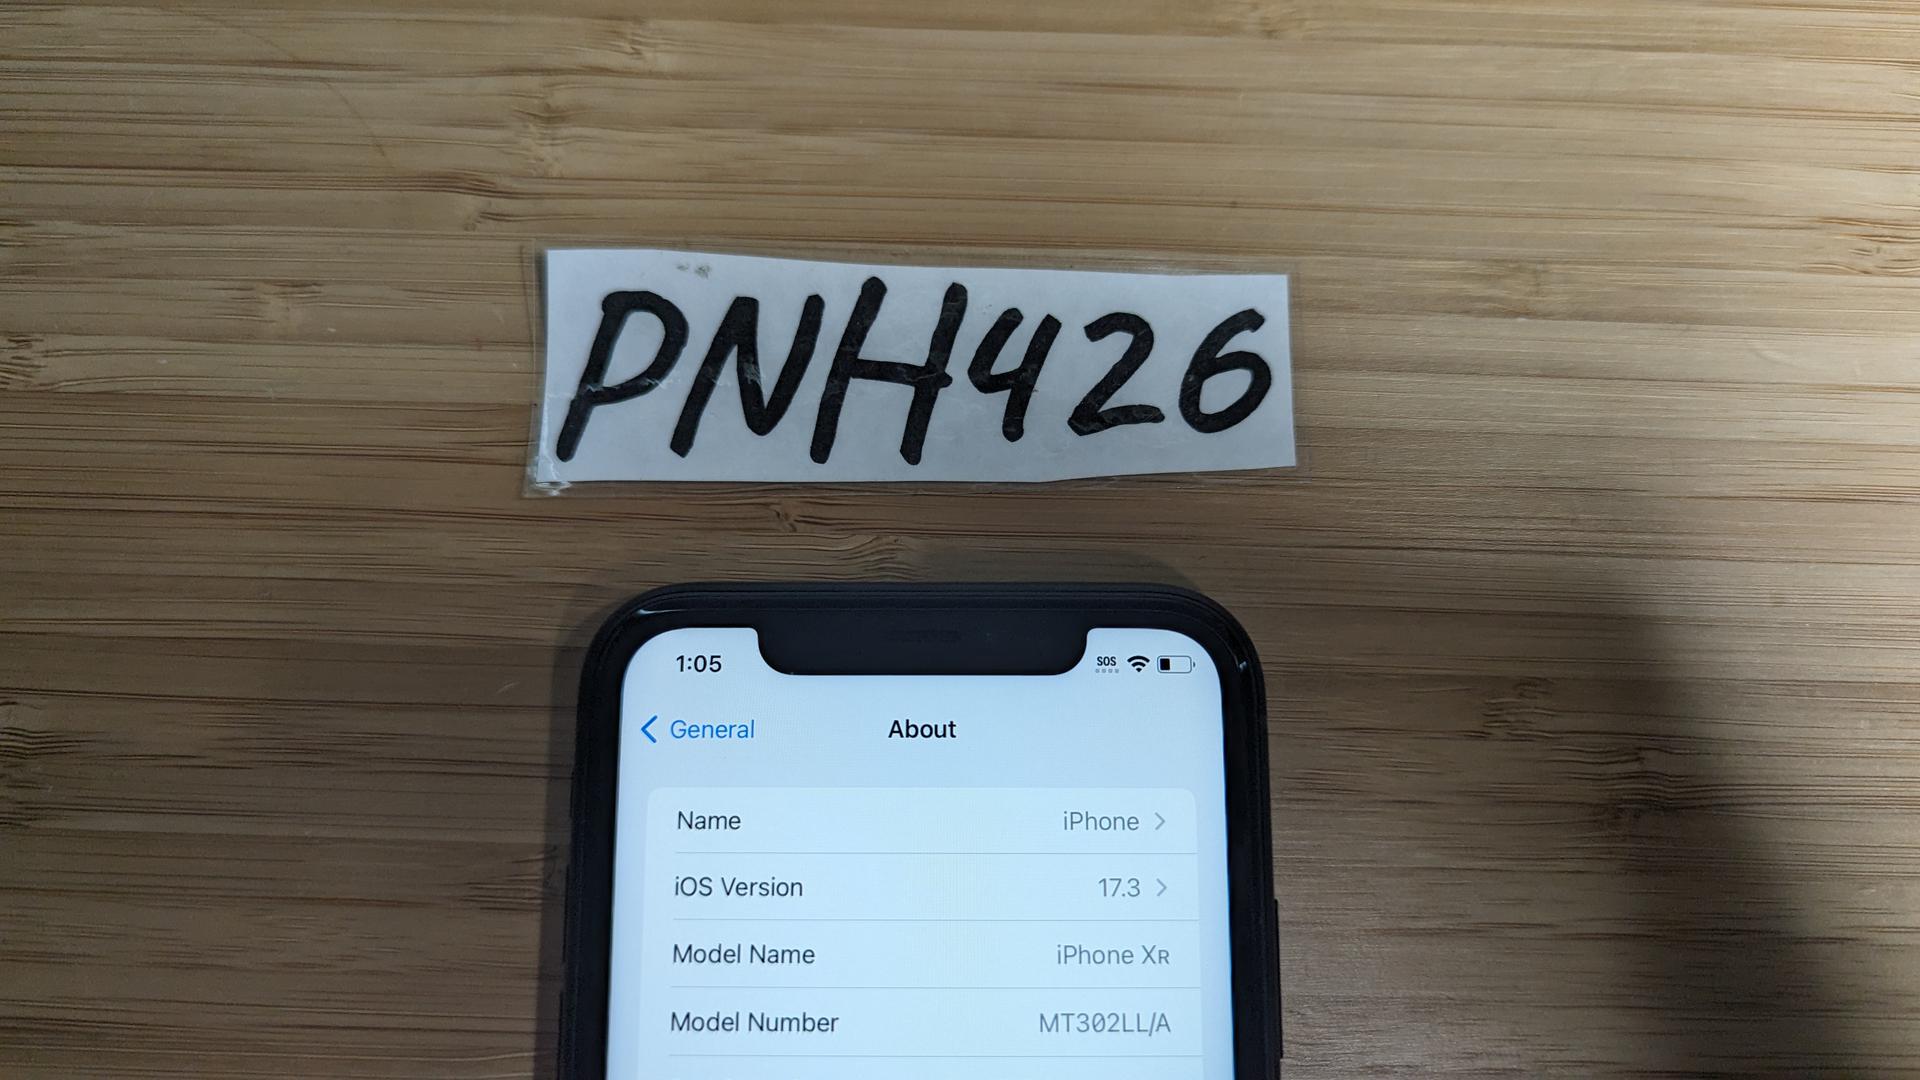 PNH426
1:05 SOS
General About
Name iPhone
iOS Version 17.3
Model Name iPhone XR
Model Number MT302LL/A